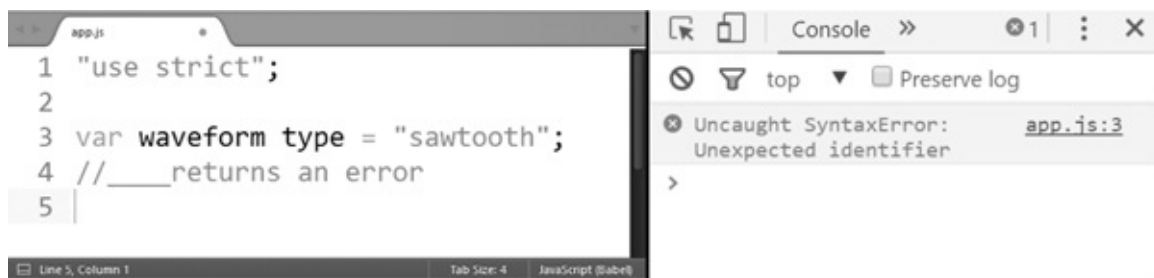 app.js
1 "use strict";
2
3 var waveform type = "sawtooth";
4 //____returns an error
5
Line 5, Column 1 Tab Size: 4 JavaScript (Babel)
Console » 1
top ▼ Preserve log
Uncaught SyntaxError: app.js:3
Unexpected identifier
>